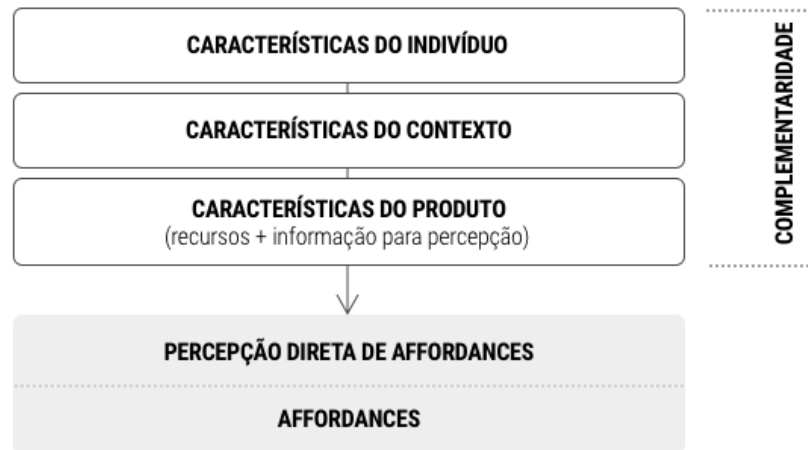 CARACTERÍSTICAS DO INDIVÍDUO
CARACTERÍSTICAS DO CONTEXTO
CARACTERÍSTICAS DO PRODUTO
(recursos + informação para percepção)
COMPLEMENTARIDADE
PERCEPÇÃO DIRETA DE AFFORDANCES
AFFORDANCES